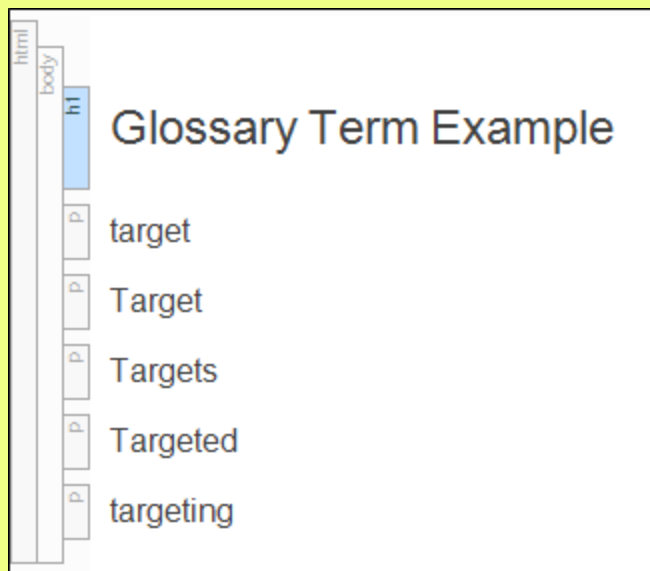 html
body
h1
Glossary Term Example
p
target
p
Target
p
Targets
p
Targeted
p
targeting